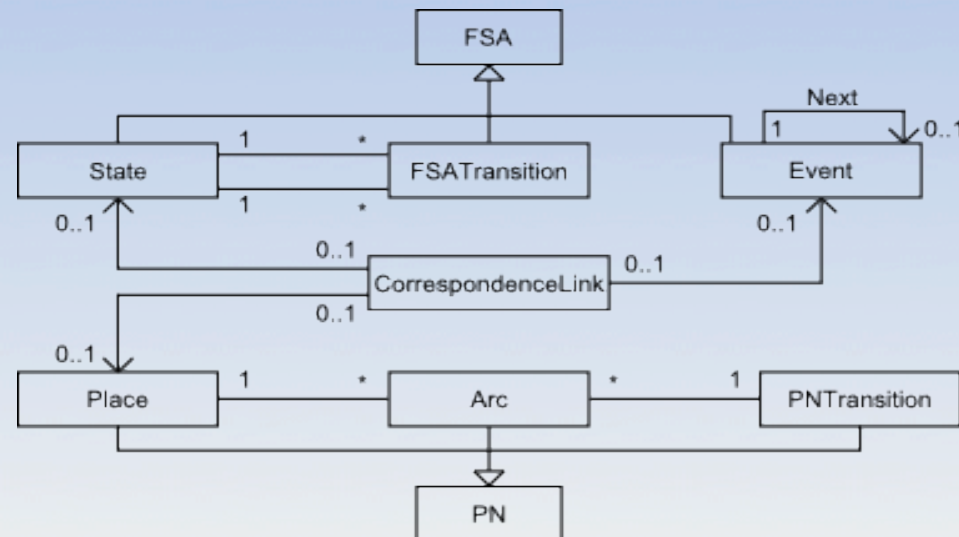 FSA
Next
1
0..1
1
*
State
FSATransition
Event
1
*
0..1
0..1
0..1
0..1
CorrespondenceLink
0..1
0..1
1
*
*
1
Place
Arc
PNTransition
PN